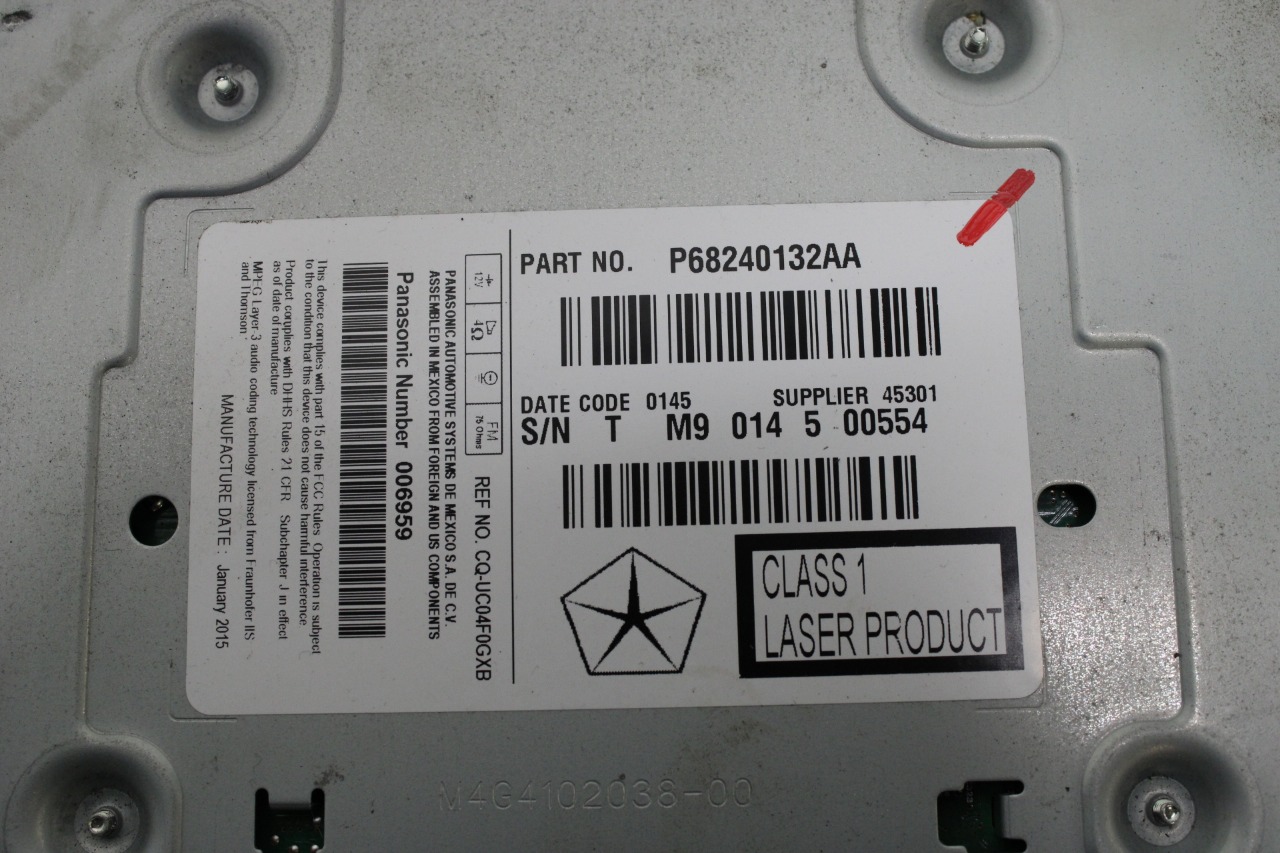 PART NO. P68240132AA
DATE CODE 0145 SUPPLIER 45301
S/N T M9 014 5 00554
CLASS 1
LASER PRODUCT
12V
4Ω
FM
75 Ohms
REF NO. CQ-UC04F0GXB
PANASONIC AUTOMOTIVE SYSTEMS DE MEXICO S.A. DE C.V.
ASSEMBLED IN MEXICO FROM FOREIGN AND US COMPONENTS
Panasonic Number 006959
This device complies with part 15 of the FCC Rules Operation is subject
to the condition that this device does not cause harmful interference
Product complies with DHHS Rules 21 CFR Subchapter J in effect
as of date of manufacture
MPEG Layer 3 audio coding technology licensed from Fraunhofer IIS
and Thomson
MANUFACTURE DATE : January 2015
M4G4102038-00